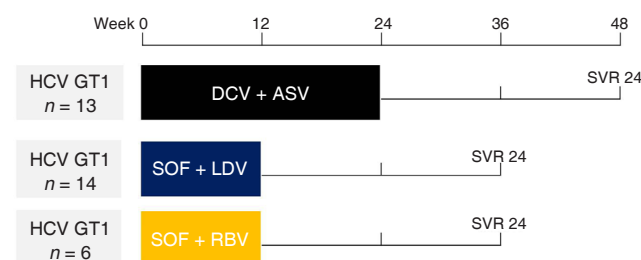 Week 0 12 24 36 48
HCV GT1
n = 13
DCV + ASV
SVR 24
HCV GT1
n = 14
SOF + LDV
SVR 24
HCV GT1
n = 6
SOF + RBV
SVR 24